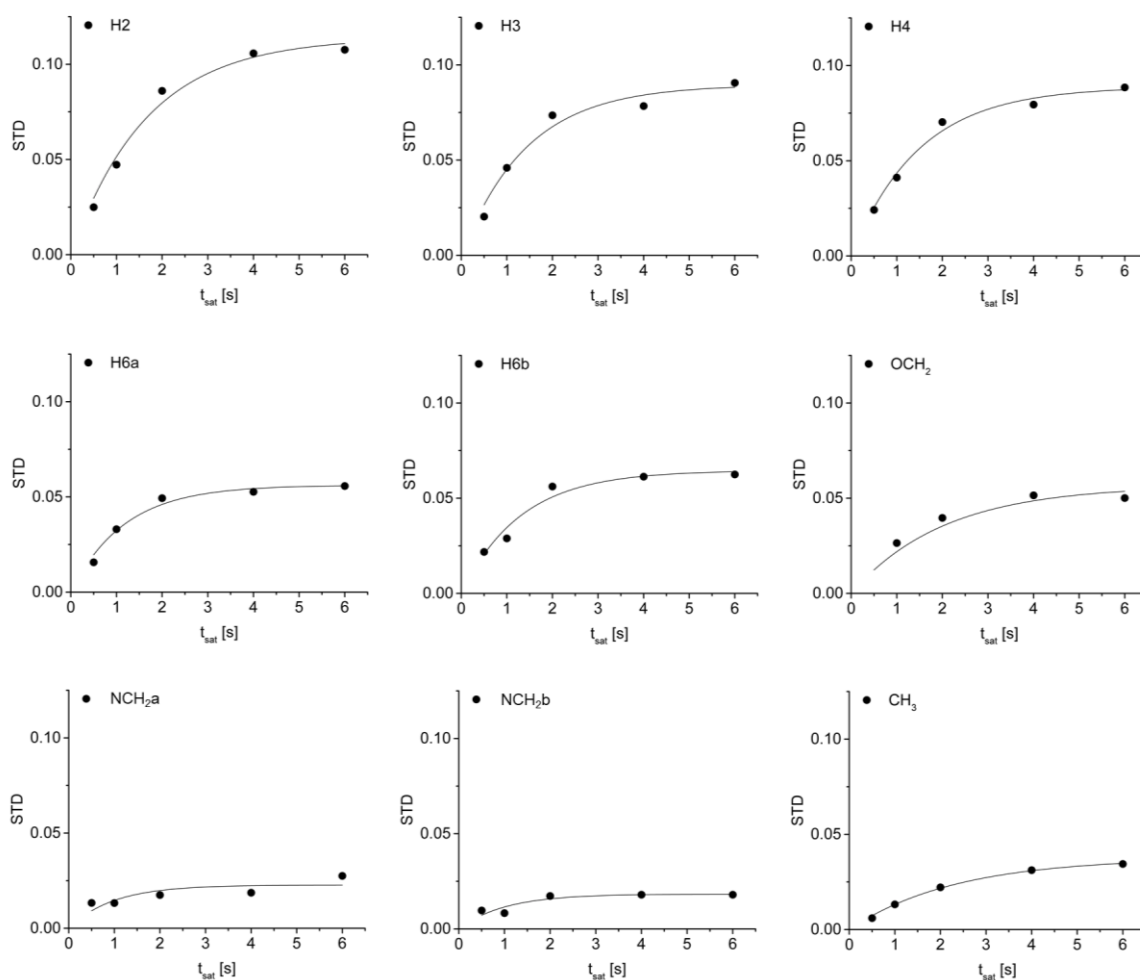 H2
STD
0.10
0.05
0.00
0 1 2 3 4 5 6
t_sat [s]
H3
STD
0.10
0.05
0.00
0 1 2 3 4 5 6
t_sat [s]
H4
STD
0.10
0.05
0.00
0 1 2 3 4 5 6
t_sat [s]
H6a
STD
0.10
0.05
0.00
0 1 2 3 4 5 6
t_sat [s]
H6b
STD
0.10
0.05
0.00
0 1 2 3 4 5 6
t_sat [s]
OCH₂
STD
0.10
0.05
0.00
0 1 2 3 4 5 6
t_sat [s]
NCH₂a
STD
0.10
0.05
0.00
0 1 2 3 4 5 6
t_sat [s]
NCH₂b
STD
0.10
0.05
0.00
0 1 2 3 4 5 6
t_sat [s]
CH₃
STD
0.10
0.05
0.00
0 1 2 3 4 5 6
t_sat [s]